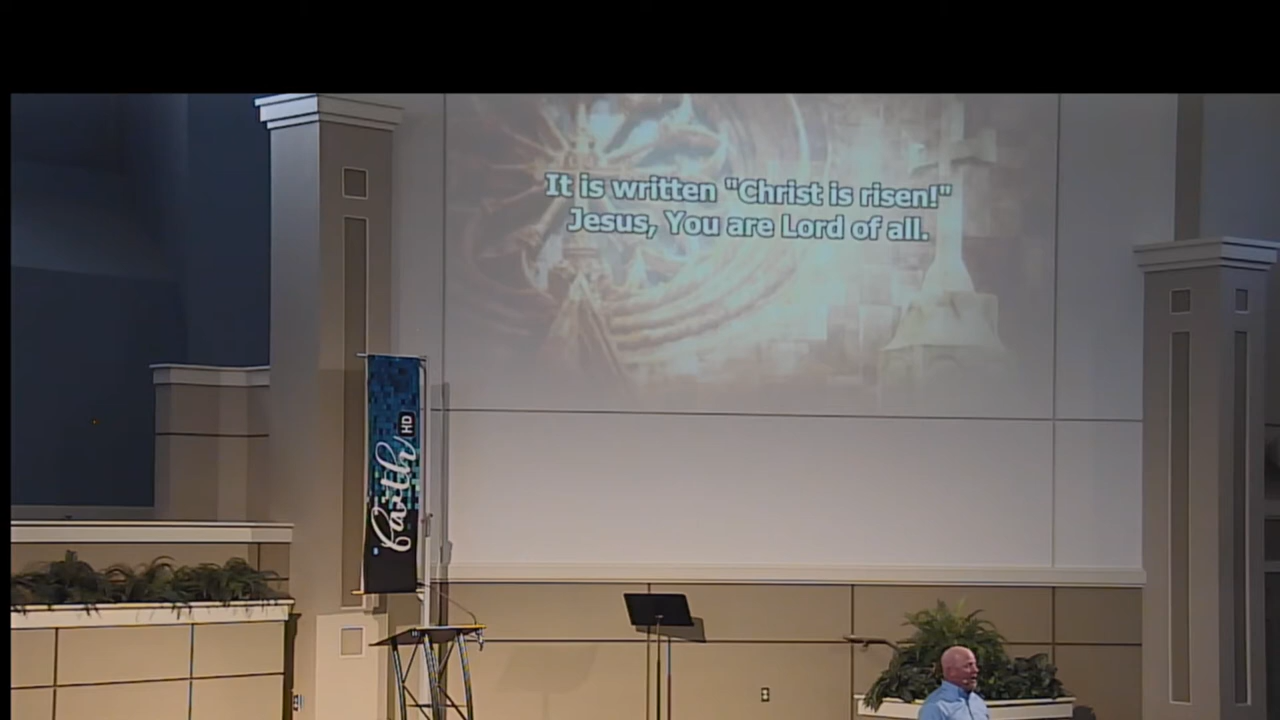 It is written "Christ is risen!"
Jesus, You are Lord of all.
faith HD